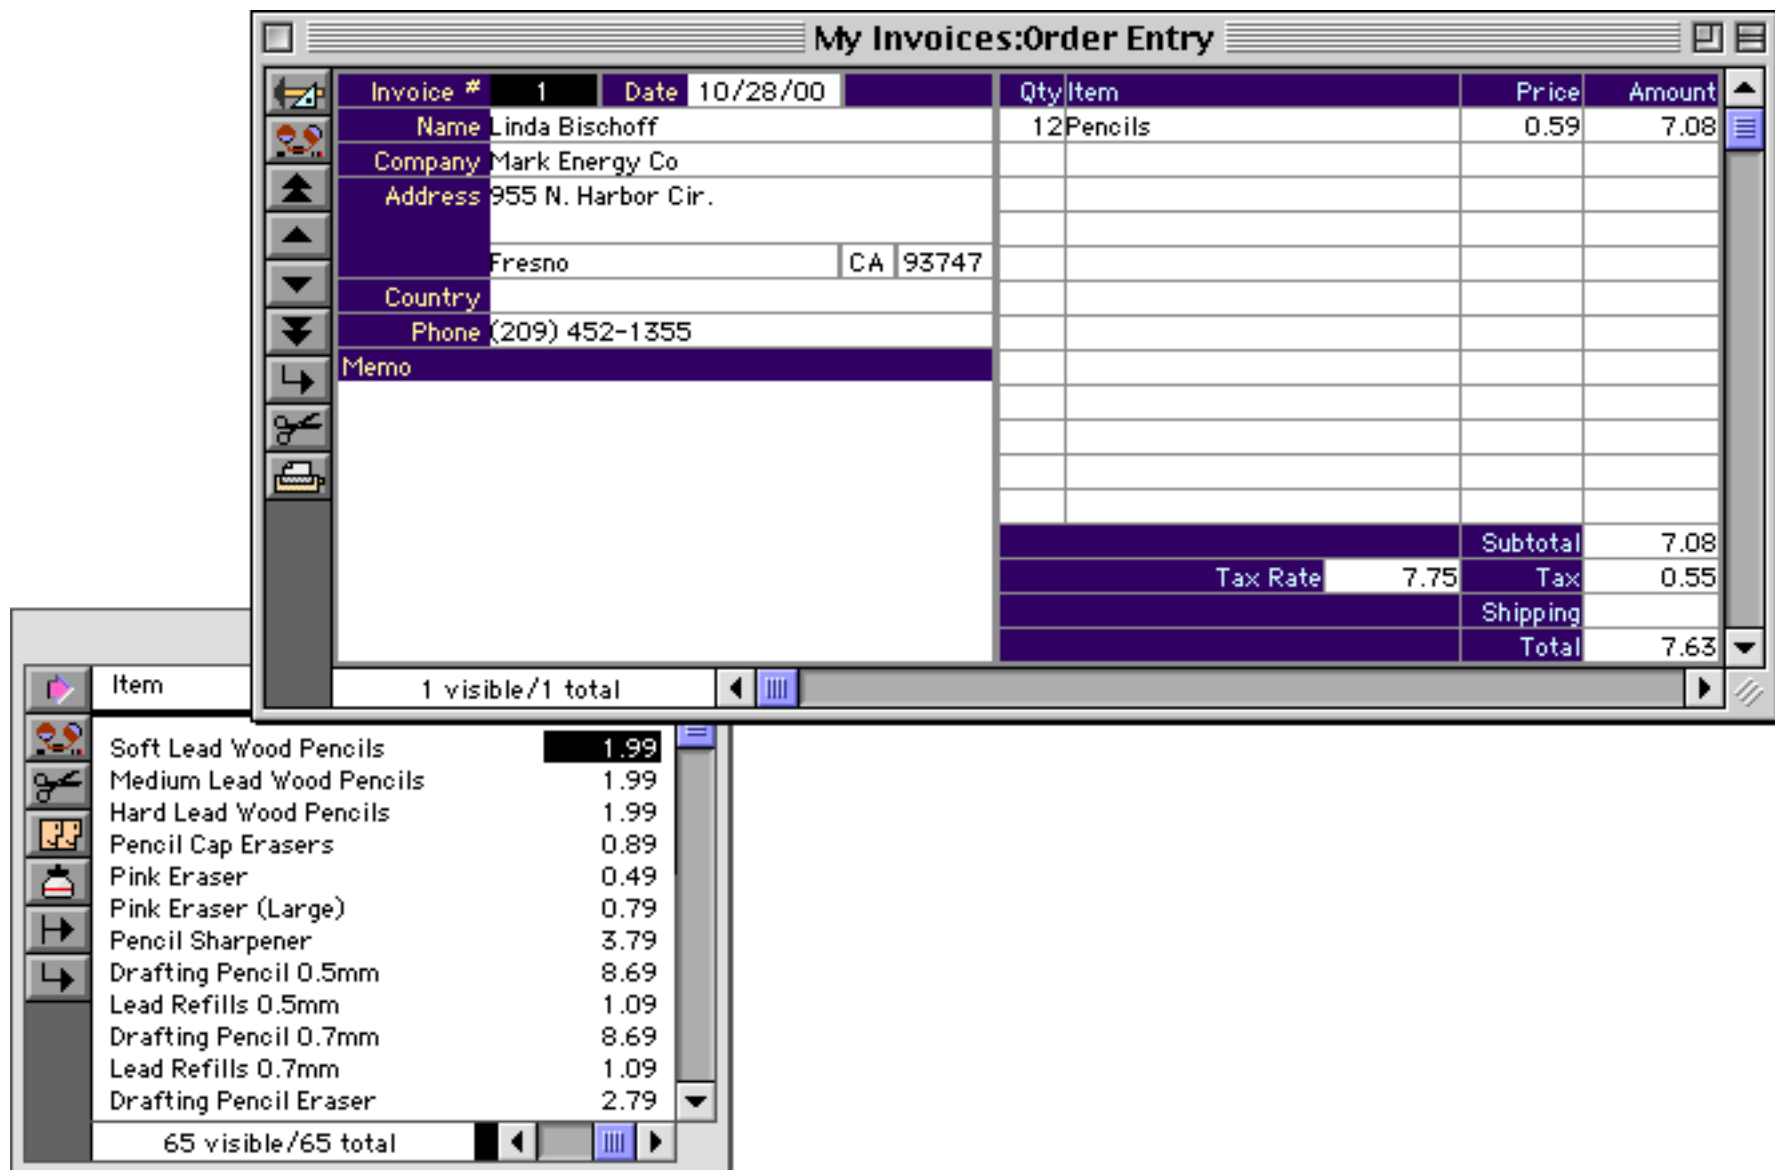 My Invoices:Order Entry
Invoice # 1 Date 10/28/00
Name Linda Bischoff
Company Mark Energy Co
Address 955 N. Harbor Cir.
Fresno CA 93747
Country
Phone (209) 452-1355
Memo
Qty Item Price Amount
12 Pencils 0.59 7.08
Subtotal 7.08
Tax Rate 7.75 Tax 0.55
Shipping
Total 7.63
1 visible/1 total
Item
Soft Lead Wood Pencils 1.99
Medium Lead Wood Pencils 1.99
Hard Lead Wood Pencils 1.99
Pencil Cap Erasers 0.89
Pink Eraser 0.49
Pink Eraser (Large) 0.79
Pencil Sharpener 3.79
Drafting Pencil 0.5mm 8.69
Lead Refills 0.5mm 1.09
Drafting Pencil 0.7mm 8.69
Lead Refills 0.7mm 1.09
Drafting Pencil Eraser 2.79
65 visible/65 total